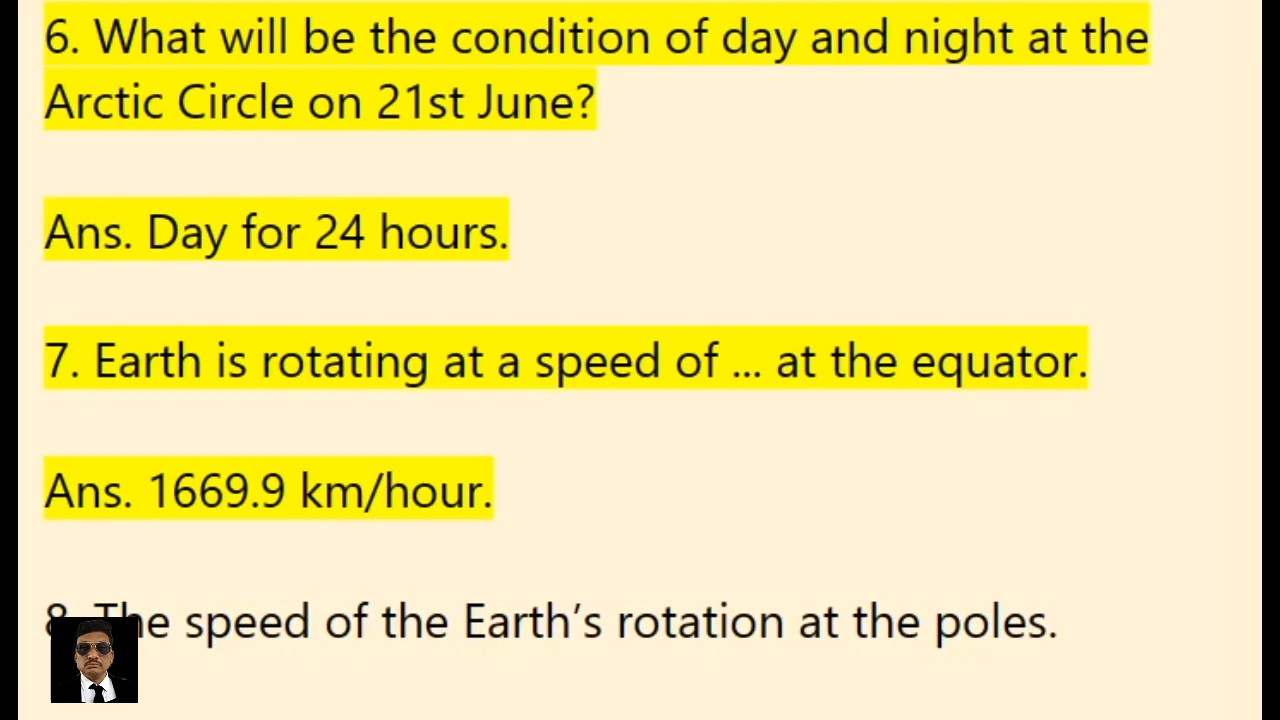 6. What will be the condition of day and night at the
Arctic Circle on 21st June?
Ans. Day for 24 hours.
7. Earth is rotating at a speed of ... at the equator.
Ans. 1669.9 km/hour.
8. The speed of the Earth’s rotation at the poles.